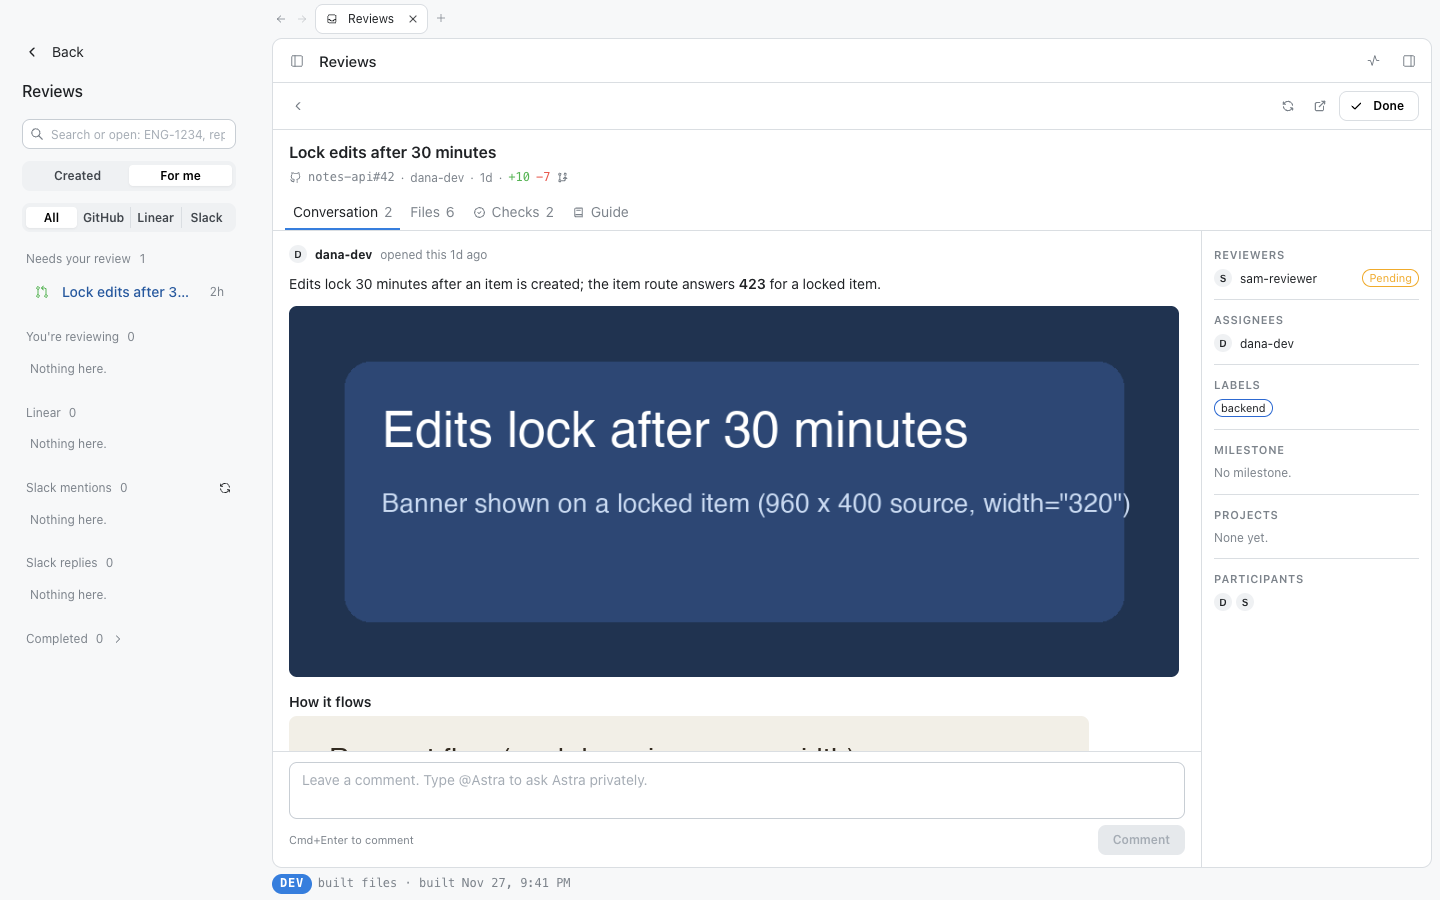 Reviews
Back
Reviews
Search or open: ENG-1234, rep
Created
For me
All
GitHub
Linear
Slack
Needs your review 1
Lock edits after 3... 2h
You're reviewing 0
Nothing here.
Linear 0
Nothing here.
Slack mentions 0
Nothing here.
Slack replies 0
Nothing here.
Completed 0
Reviews
Done
Lock edits after 30 minutes
notes-api#42 · dana-dev · 1d · +10 −7
Conversation 2
Files 6
Checks 2
Guide
D dana-dev opened this 1d ago
Edits lock 30 minutes after an item is created; the item route answers 423 for a locked item.
Edits lock after 30 minutes
Banner shown on a locked item (960 x 400 source, width="320")
How it flows
Leave a comment. Type @Astra to ask Astra privately.
Cmd+Enter to comment
Comment
REVIEWERS
S sam-reviewer Pending
ASSIGNEES
D dana-dev
LABELS
backend
MILESTONE
No milestone.
PROJECTS
None yet.
PARTICIPANTS
D S
DEV built files · built Nov 27, 9:41 PM